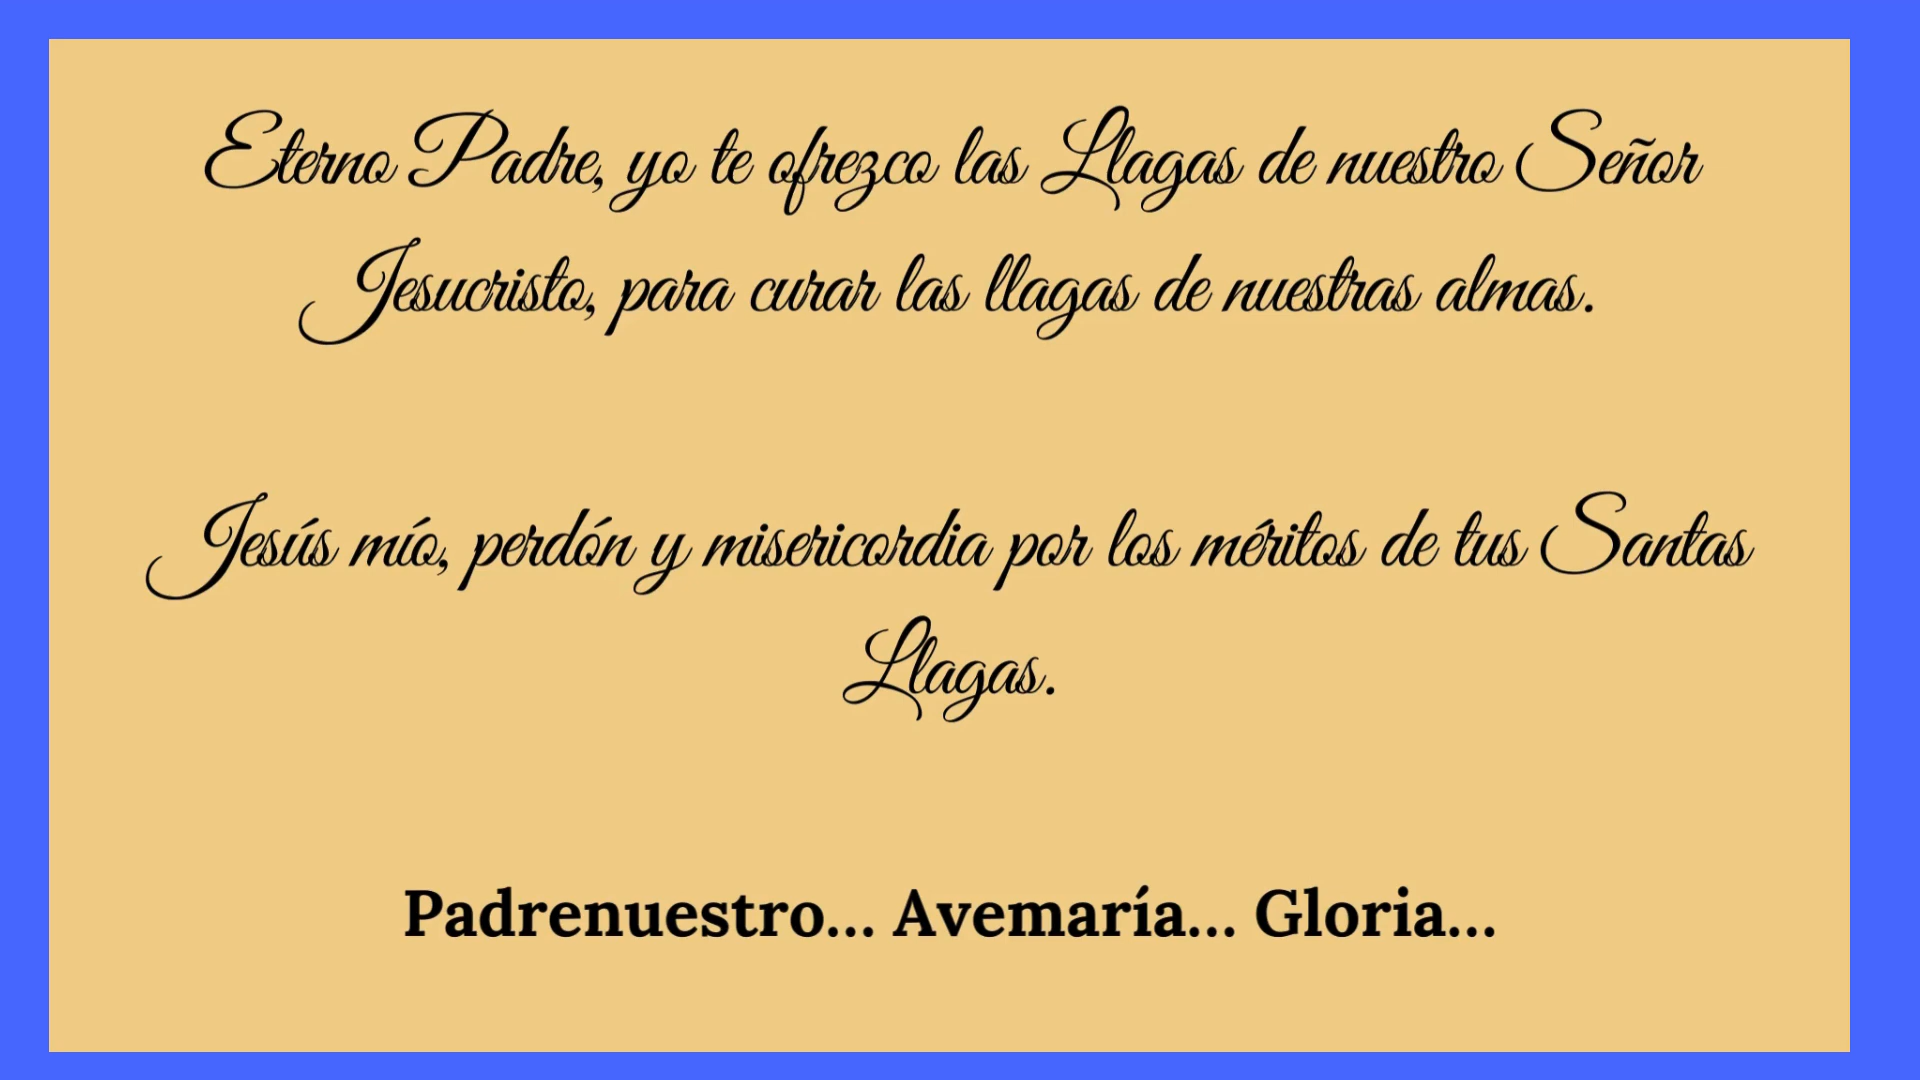 Eterno Padre, yo te ofrezco las Llagas de nuestro Señor
Jesucristo, para curar las llagas de nuestras almas.
Jesús mío, perdón y misericordia por los méritos de tus Santas
Llagas.
Padrenuestro... Avemaría... Gloria...